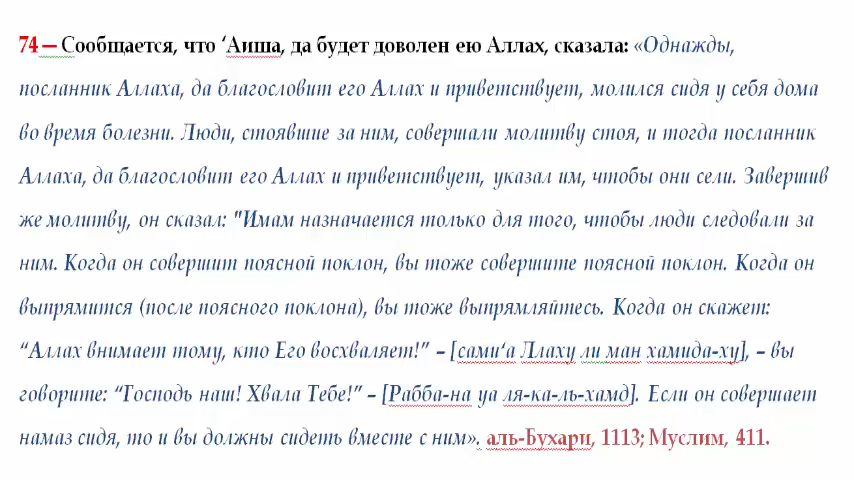 74 – Сообщается, что ‘Аиша, да будет доволен ею Аллах, сказала: «Однажды,
посланник Аллаха, да благословит его Аллах и приветствует, молился сидя у себя дома
во время болезни. Люди, стоявшие за ним, совершали молитву стоя, и тогда посланник
Аллаха, да благословит его Аллах и приветствует, указал им, чтобы они сели. Завершив
же молитву, он сказал: "Имам назначается только для того, чтобы люди следовали за
ним. Когда он совершит поясной поклон, вы тоже совершите поясной поклон. Когда он
выпрямится (после поясного поклона), вы тоже выпрямляйтесь. Когда он скажет:
“Аллах внимает тому, кто Его восхваляет!” – [сами‘а Ллаху ли ман хамида-ху], – вы
говорите: “Господь наш! Хвала Тебе!” – [Рабба-на уа ля-ка-ль-хамд]. Если он совершает
намаз сидя, то и вы должны сидеть вместе с ним». аль-Бухари, 1113; Муслим, 411.